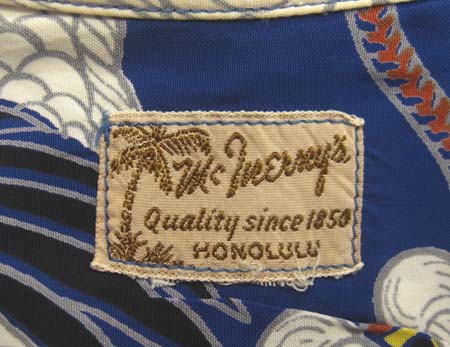 McInerny's
Quality since 1850
HONOLULU